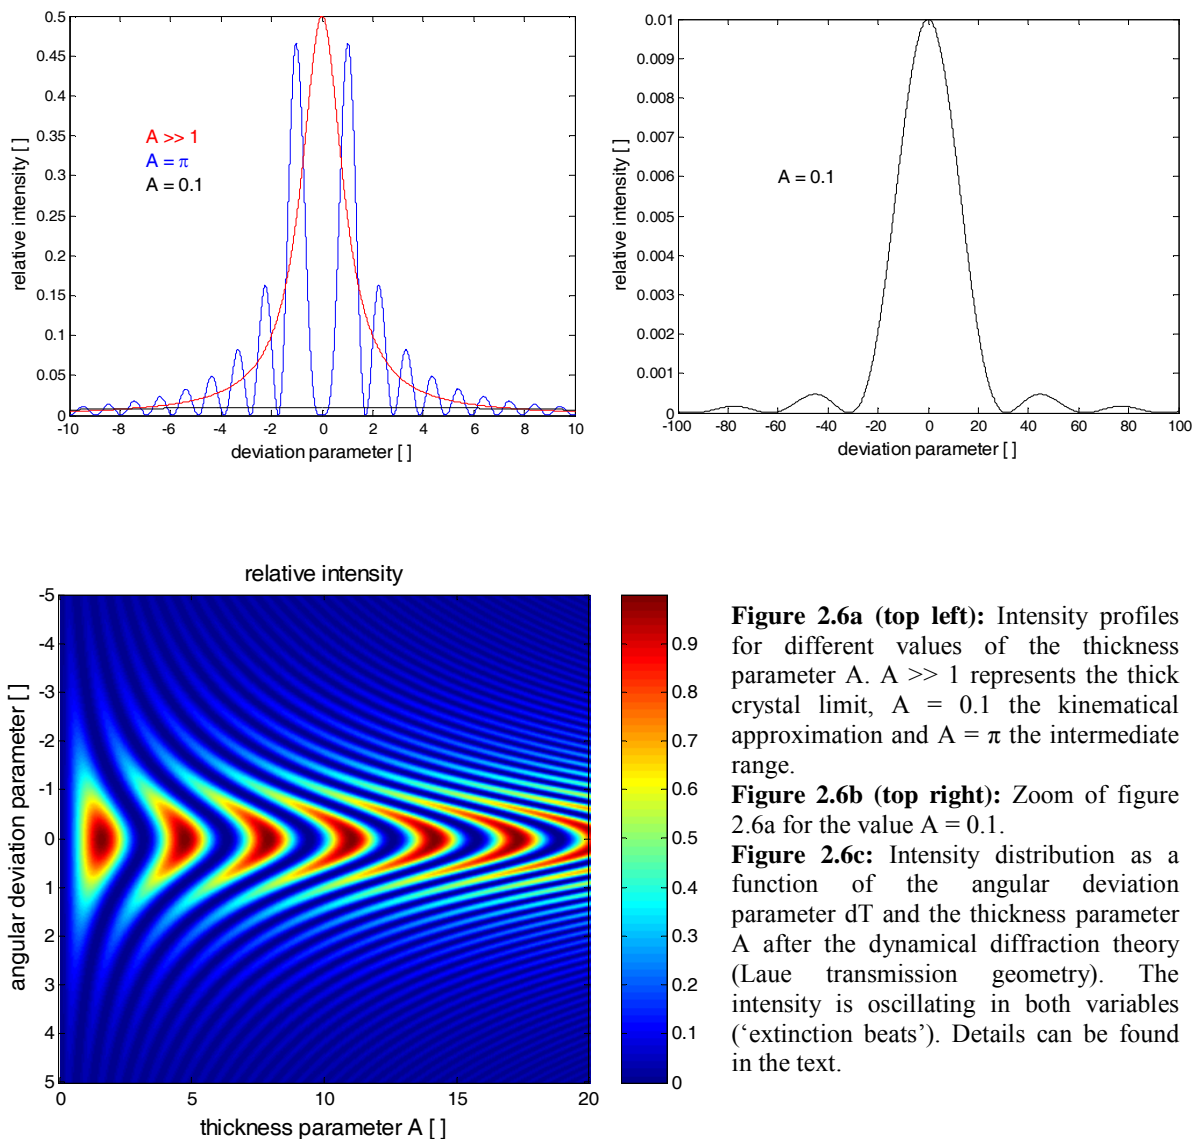 0.5
0.45
0.4
0.35
0.3
0.25
0.2
0.15
0.1
0.05
0
relative intensity [ ]
A >> 1
A = π
A = 0.1
-10 -8 -6 -4 -2 0 2 4 6 8 10
deviation parameter [ ]
0.01
0.009
0.008
0.007
0.006
0.005
0.004
0.003
0.002
0.001
0
relative intensity [ ]
A = 0.1
-100 -80 -60 -40 -20 0 20 40 60 80 100
deviation parameter [ ]
relative intensity
-5
-4
-3
-2
-1
0
1
2
3
4
5
angular deviation parameter [ ]
0 5 10 15 20
thickness parameter A [ ]
0.9
0.8
0.7
0.6
0.5
0.4
0.3
0.2
0.1
0
Figure 2.6a (top left): Intensity profiles
for different values of the thickness
parameter A. A >> 1 represents the thick
crystal limit, A = 0.1 the kinematical
approximation and A = π the intermediate
range.
Figure 2.6b (top right): Zoom of figure
2.6a for the value A = 0.1.
Figure 2.6c: Intensity distribution as a
function of the angular deviation
parameter dT and the thickness parameter
A after the dynamical diffraction theory
(Laue transmission geometry). The
intensity is oscillating in both variables
(‘extinction beats’). Details can be found
in the text.